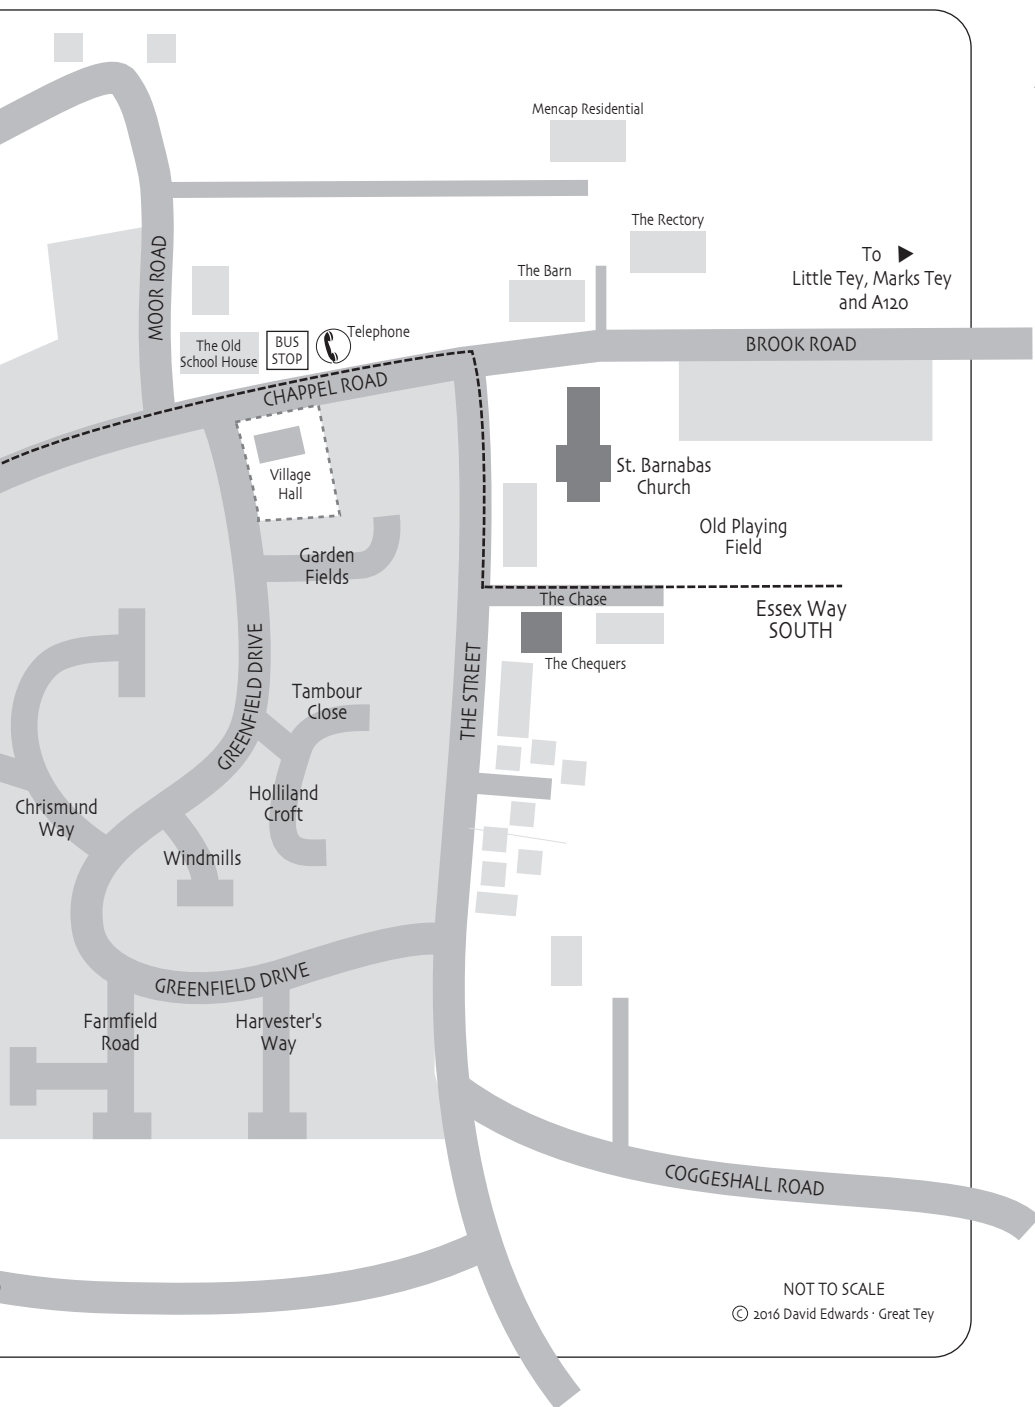 Mencap Residential
The Rectory
To
Little Tey, Marks Tey
and A120
The Barn
MOOR ROAD
The Old
School House
BUS
STOP
Telephone
BROOK ROAD
CHAPPEL ROAD
Village
Hall
St. Barnabas
Church
Old Playing
Field
Garden
Fields
The Chase
Essex Way
SOUTH
The Chequers
GREENFIELD DRIVE
THE STREET
Tambour
Close
Holliland
Croft
Chrismund
Way
Windmills
GREENFIELD DRIVE
Farmfield
Road
Harvester's
Way
COGGESHALL ROAD
NOT TO SCALE
© 2016 David Edwards · Great Tey